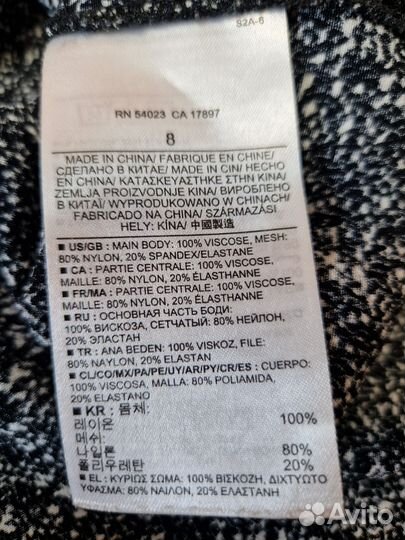 S2A-6
RN 54023 CA 17897
8
MADE IN CHINA/ FABRIQUE EN CHINE/
СДЕЛАНО В КИТАЕ/ MADE IN CIN/ HECHO
EN CHINA/ ΚΑΤΑΣΚΕΥΑΣΤΗΚΕ ΣΤΗΝ ΚΙΝΑ/
ZEMLJA PROIZVODNJE KINA/ ВИРОБЛЕНО
В КИТАЇ/ WYPRODUKOWANO W CHINACH/
FABRICADO NA CHINA/ SZÁRMAZÁSI
HELY: KÍNA/ 中國製造
■ US/GB : MAIN BODY: 100% VISCOSE, MESH:
80% NYLON, 20% SPANDEX/ELASTANE
■ CA : PARTIE CENTRALE: 100% VISCOSE,
MAILLE: 80% NYLON, 20% ÉLASTHANNE
■ FR/MA : PARTIE CENTRALE: 100% VISCOSE,
MAILLE: 80% NYLON, 20% ÉLASTHANE
■ RU : ОСНОВНАЯ ЧАСТЬ БОДИ:
100% ВИСКОЗА, СЕТЧАТЫЙ: 80% НЕЙЛОН,
20% ЭЛАСТАН
■ TR : ANA BEDEN: 100% VISKOZ, FILE:
80% NAYLON, 20% ELASTAN
■ CL/CO/MX/PA/PE/UY/AR/PY/CR/ES : CUERPO:
100% VISCOSA, MALLA: 80% POLIAMIDA,
20% ELASTANO
■ KR : 몸체:
레이온 100%
메쉬:
나일론 80%
폴리우레탄 20%
■ EL : ΚΥΡΙΩΣ ΣΩΜΑ: 100% ΒΙΣΚΟΖΗ, ΔΙΧΤΥΩΤΟ
ΥΦΑΣΜΑ: 80% ΝΑΙΛΟΝ, 20% ΕΛΑΣΤΑΝΗ
Avito